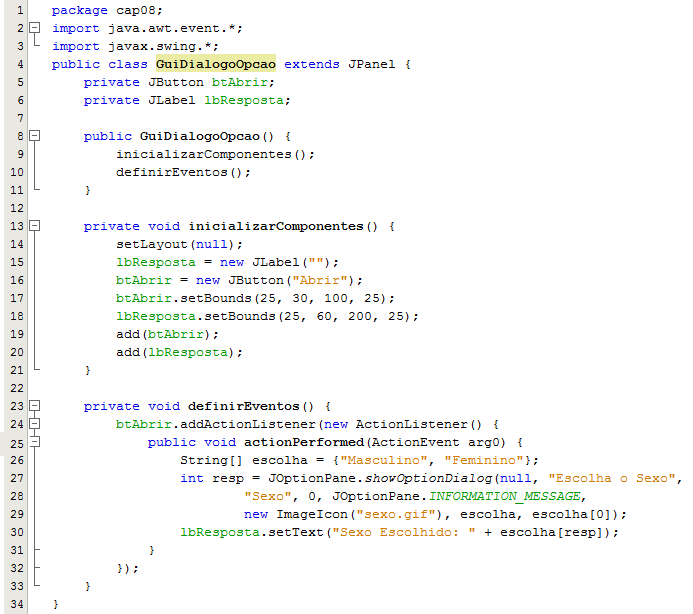 1 package cap08;
2 import java.awt.event.*;
3 import javax.swing.*;
4 public class GuiDialogoOpcao extends JPanel {
5     private JButton btAbrir;
6     private JLabel lbResposta;
7
8     public GuiDialogoOpcao() {
9         inicializarComponentes();
10         definirEventos();
11     }
12
13     private void inicializarComponentes() {
14         setLayout(null);
15         lbResposta = new JLabel("");
16         btAbrir = new JButton("Abrir");
17         btAbrir.setBounds(25, 30, 100, 25);
18         lbResposta.setBounds(25, 60, 200, 25);
19         add(btAbrir);
20         add(lbResposta);
21     }
22
23     private void definirEventos() {
24         btAbrir.addActionListener(new ActionListener() {
25             public void actionPerformed(ActionEvent arg0) {
26                 String[] escolha = {"Masculino", "Feminino"};
27                 int resp = JOptionPane.showOptionDialog(null, "Escolha o Sexo",
28                         "Sexo", 0, JOptionPane.INFORMATION_MESSAGE,
29                         new ImageIcon("sexo.gif"), escolha, escolha[0]);
30                 lbResposta.setText("Sexo Escolhido: " + escolha[resp]);
31             }
32         });
33     }
34 }